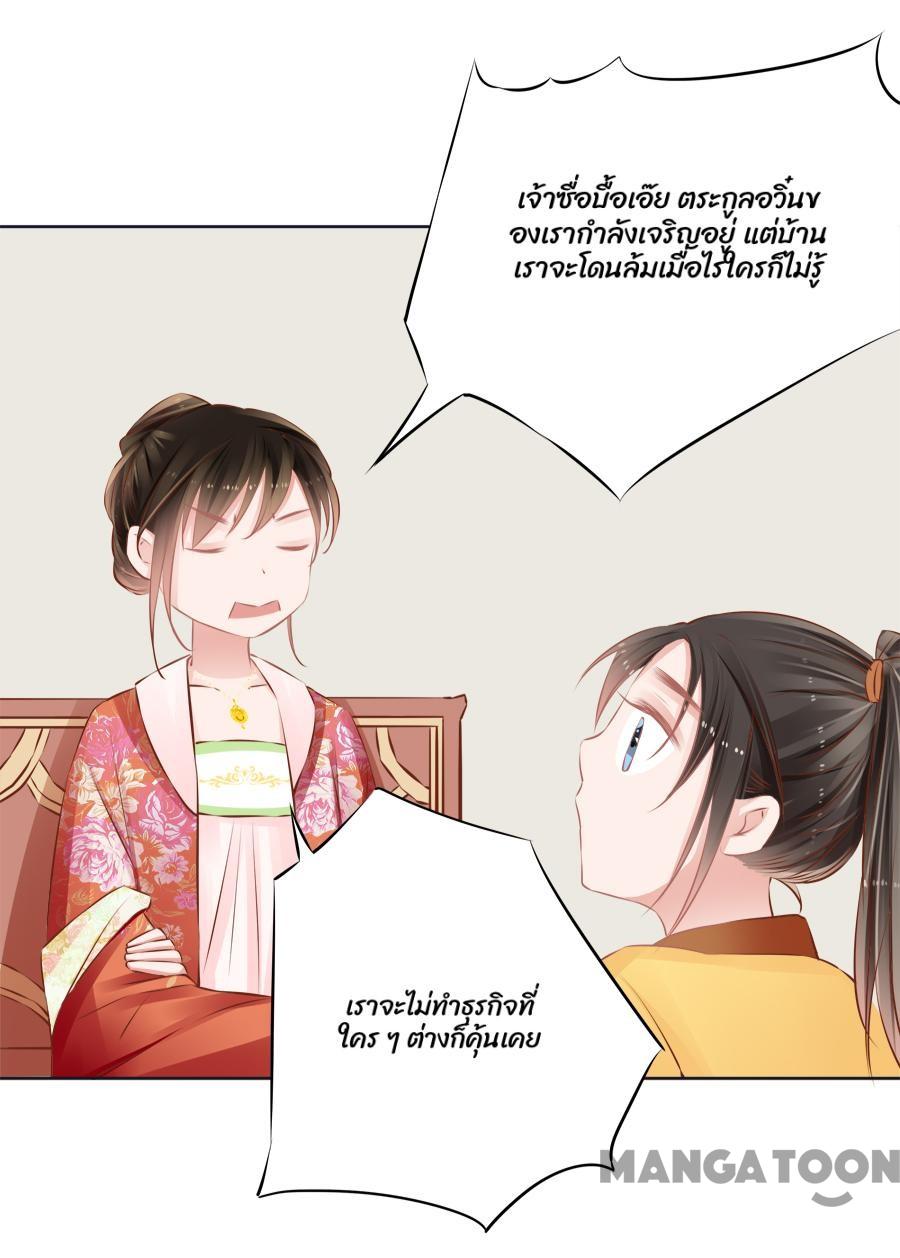 เจ้าซื่อบื้อเอ๊ย ตระกูลอวิ๋นข
องเรากำลังเจริญอยู่ แต่บ้าน
เราจะโดนล้มเมื่อไรใครก็ไม่รู้
เราจะไม่ทำธุรกิจที่
ใคร ๆ ต่างก็คุ้นเคย
MANGATOON